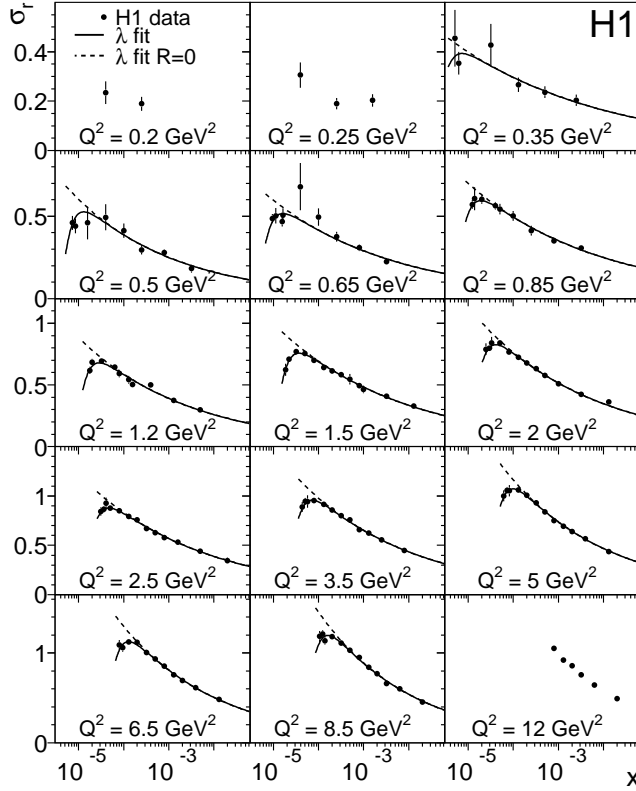 σr
H1
H1 data
λ fit
λ fit R=0
0.4
0.2
0
Q² = 0.2 GeV²
Q² = 0.25 GeV²
Q² = 0.35 GeV²
0.5
0
Q² = 0.5 GeV²
Q² = 0.65 GeV²
Q² = 0.85 GeV²
1
0.5
0
Q² = 1.2 GeV²
Q² = 1.5 GeV²
Q² = 2 GeV²
1
0.5
0
Q² = 2.5 GeV²
Q² = 3.5 GeV²
Q² = 5 GeV²
1
0
Q² = 6.5 GeV²
Q² = 8.5 GeV²
Q² = 12 GeV²
10⁻⁵ 10⁻³ 10⁻⁵ 10⁻³ 10⁻⁵ 10⁻³ x